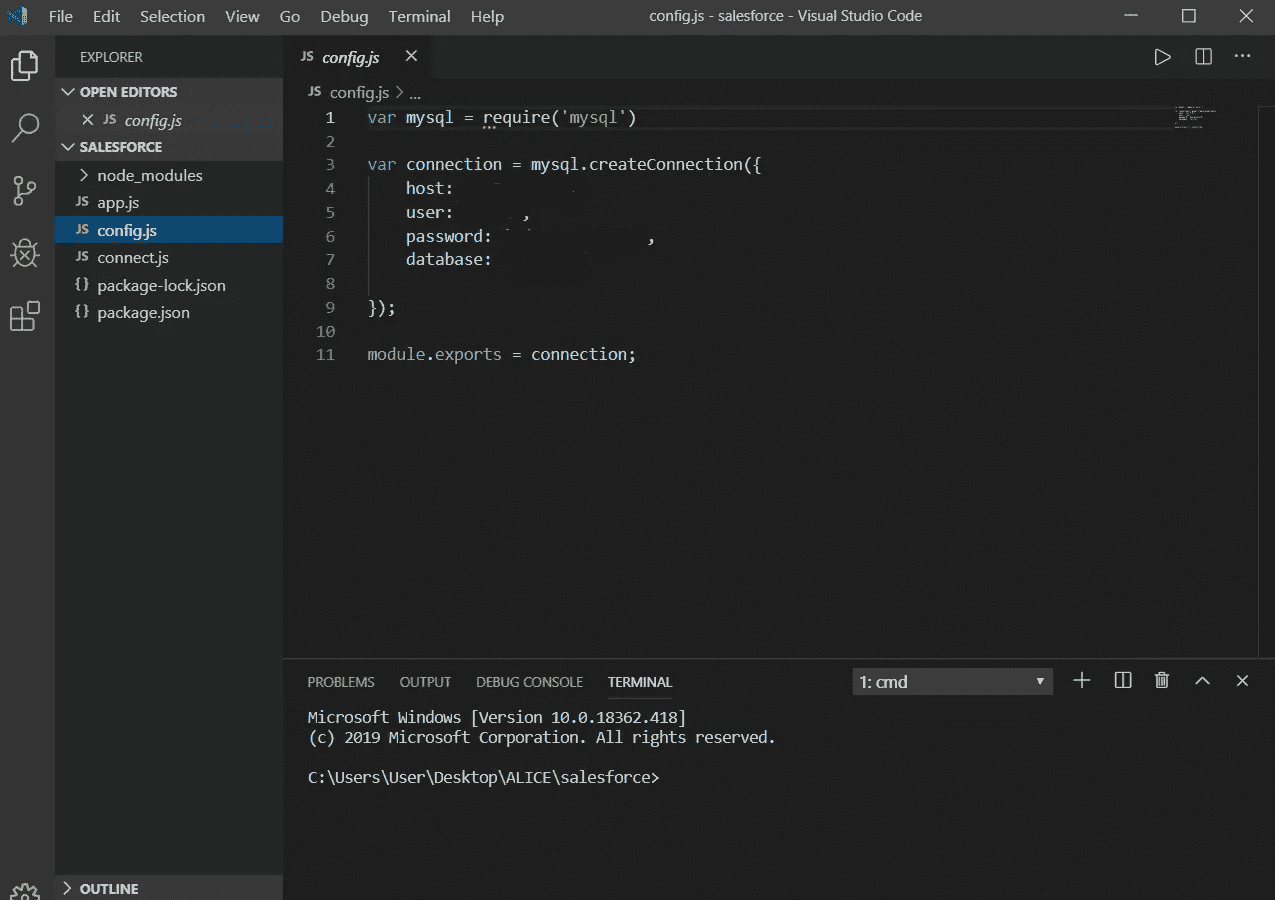 File Edit Selection View Go Debug Terminal Help config.js - salesforce - Visual Studio Code
EXPLORER
OPEN EDITORS
JS config.js
SALESFORCE
node_modules
JS app.js
JS config.js
JS connect.js
{} package-lock.json
{} package.json
OUTLINE
JS config.js
JS config.js > ...
1 var mysql = require('mysql')
2
3 var connection = mysql.createConnection({
4 host:
5 user: ,
6 password: ,
7 database:
8
9 });
10
11 module.exports = connection;
PROBLEMS OUTPUT DEBUG CONSOLE TERMINAL 1: cmd
Microsoft Windows [Version 10.0.18362.418]
(c) 2019 Microsoft Corporation. All rights reserved.
C:\Users\User\Desktop\ALICE\salesforce>